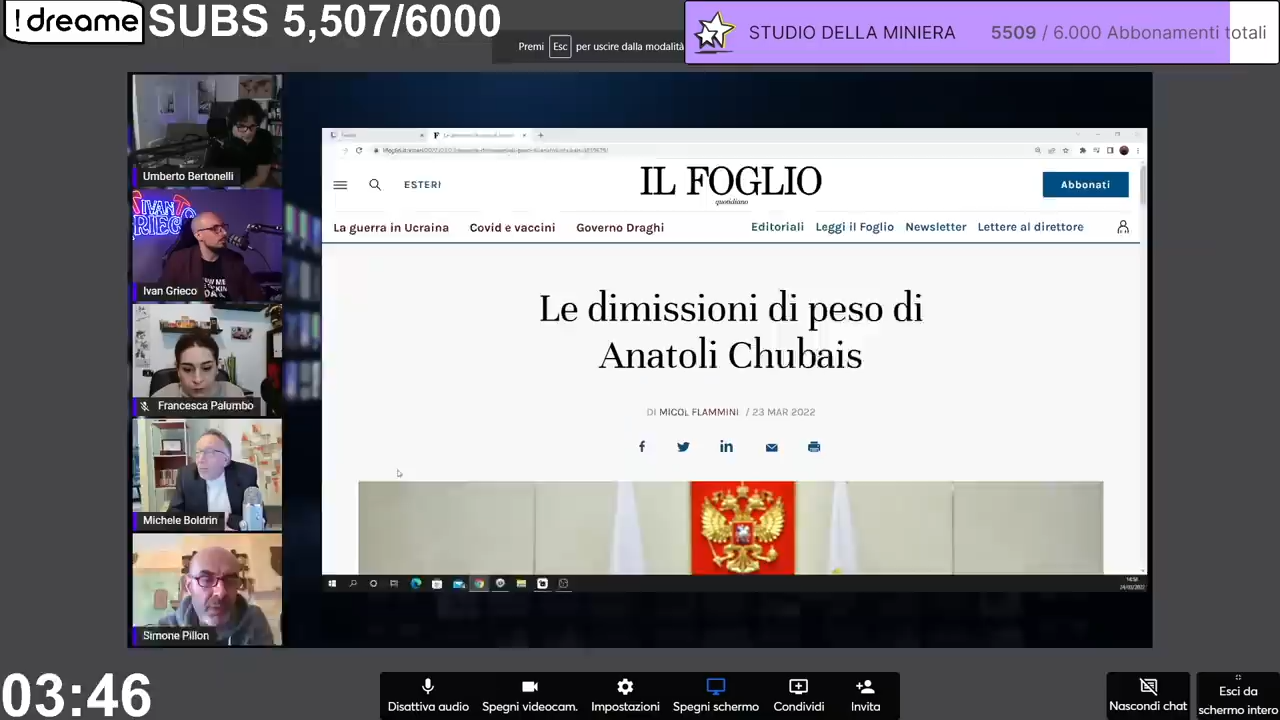 !dreame
SUBS 5,507/6000
Premi Esc per uscire dalla modalità
STUDIO DELLA MINIERA 5509 / 6.000 Abbonamenti totali
ESTERI
IL FOGLIO
quotidiano
Abbonati
La guerra in Ucraina Covid e vaccini Governo Draghi Editoriali Leggi il Foglio Newsletter Lettere al direttore
Le dimissioni di peso di
Anatoli Chubais
DI MICOL FLAMMINI / 23 MAR 2022
Umberto Bertonelli
Ivan Grieco
Francesca Palumbo
Michele Boldrin
Simone Pillon
03:46
Disattiva audio
Spegni videocam.
Impostazioni
Spegni schermo
Condividi
Invita
Nascondi chat
Esci da
schermo intero